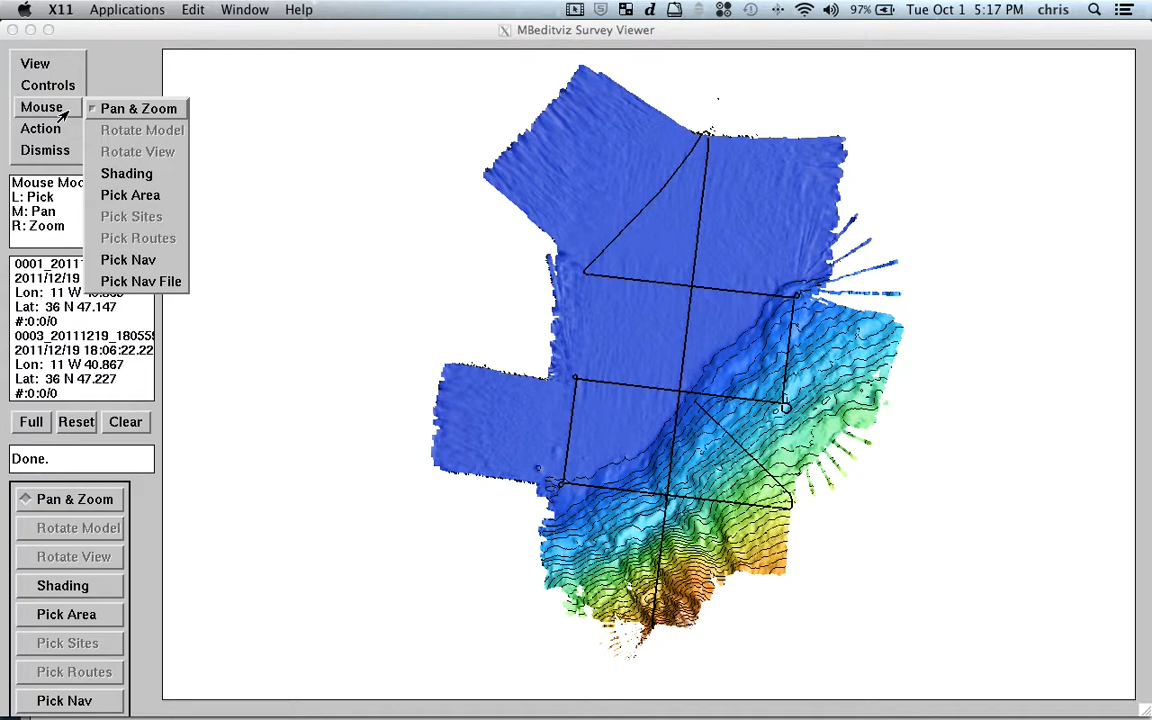 X11 Applications Edit Window Help 97% Tue Oct 1 5:17 PM chris
MBeditviz Survey Viewer
View
Controls
Mouse
Action
Dismiss
Pan & Zoom
Rotate Model
Rotate View
Shading
Pick Area
Pick Sites
Pick Routes
Pick Nav
Pick Nav File
Mouse Mo
L: Pick
M: Pan
R: Zoom
0001_20111
2011/12/19
Lon: 11 W
Lat: 36 N 47.147
#:0:0/0
0003_20111219_18055
2011/12/19 18:06:22.22
Lon: 11 W 40.867
Lat: 36 N 47.227
#:0:0/0
Full Reset Clear
Done.
Pan & Zoom
Rotate Model
Rotate View
Shading
Pick Area
Pick Sites
Pick Routes
Pick Nav